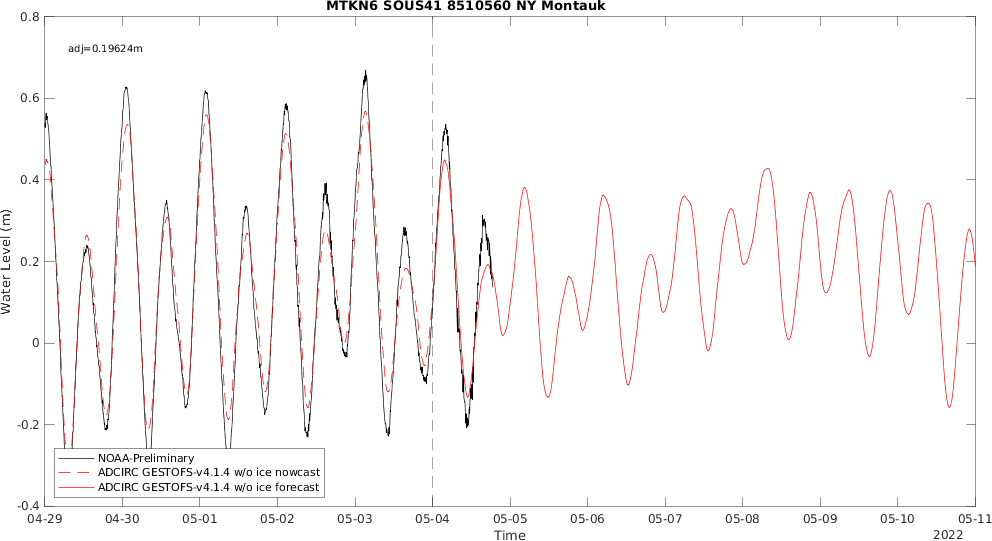 MTKN6 SOUS41 8510560 NY Montauk
adj=0.19624m
0.8
0.6
0.4
0.2
0
-0.2
-0.4
Water Level (m)
NOAA-Preliminary
ADCIRC GESTOFS-v4.1.4 w/o ice nowcast
ADCIRC GESTOFS-v4.1.4 w/o ice forecast
04-29 04-30 05-01 05-02 05-03 05-04 05-05 05-06 05-07 05-08 05-09 05-10 05-11
Time
2022